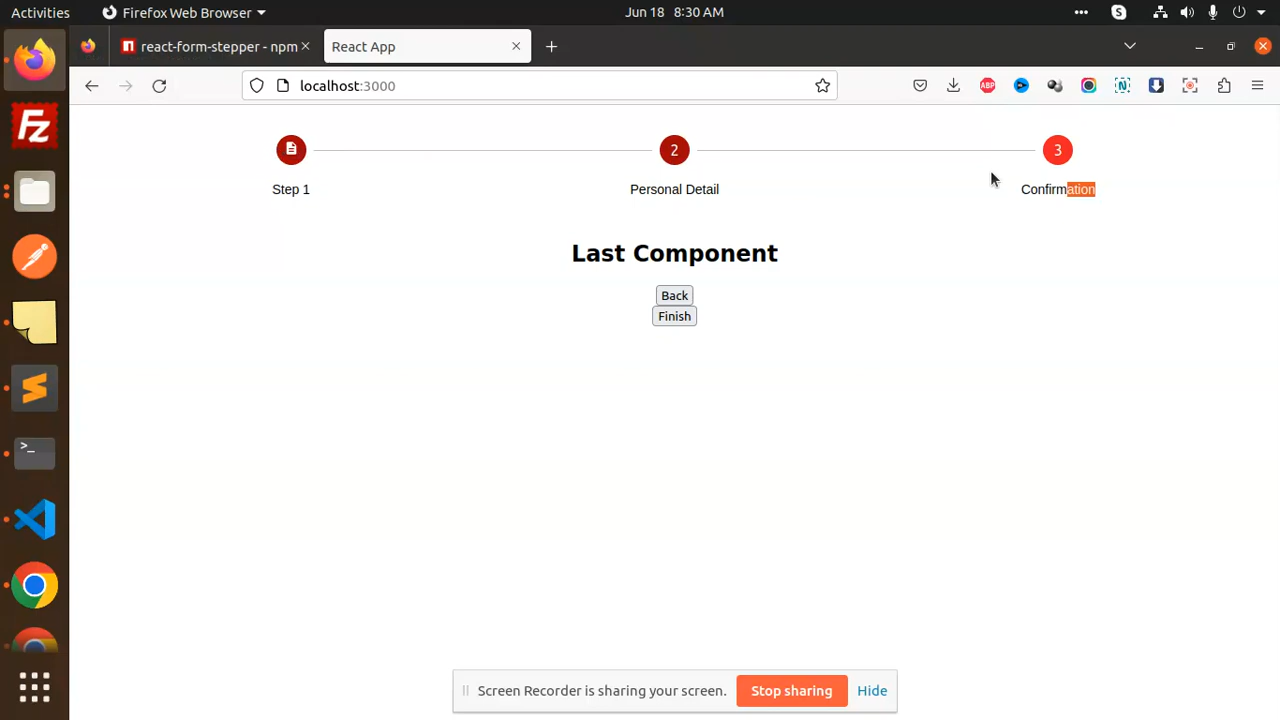 Activities
Firefox Web Browser
Jun 18 8:30 AM
react-form-stepper - npm
React App
localhost:3000
ABP
2
3
Step 1
Personal Detail
Confirmation
Last Component
Back
Finish
Screen Recorder is sharing your screen.
Stop sharing
Hide